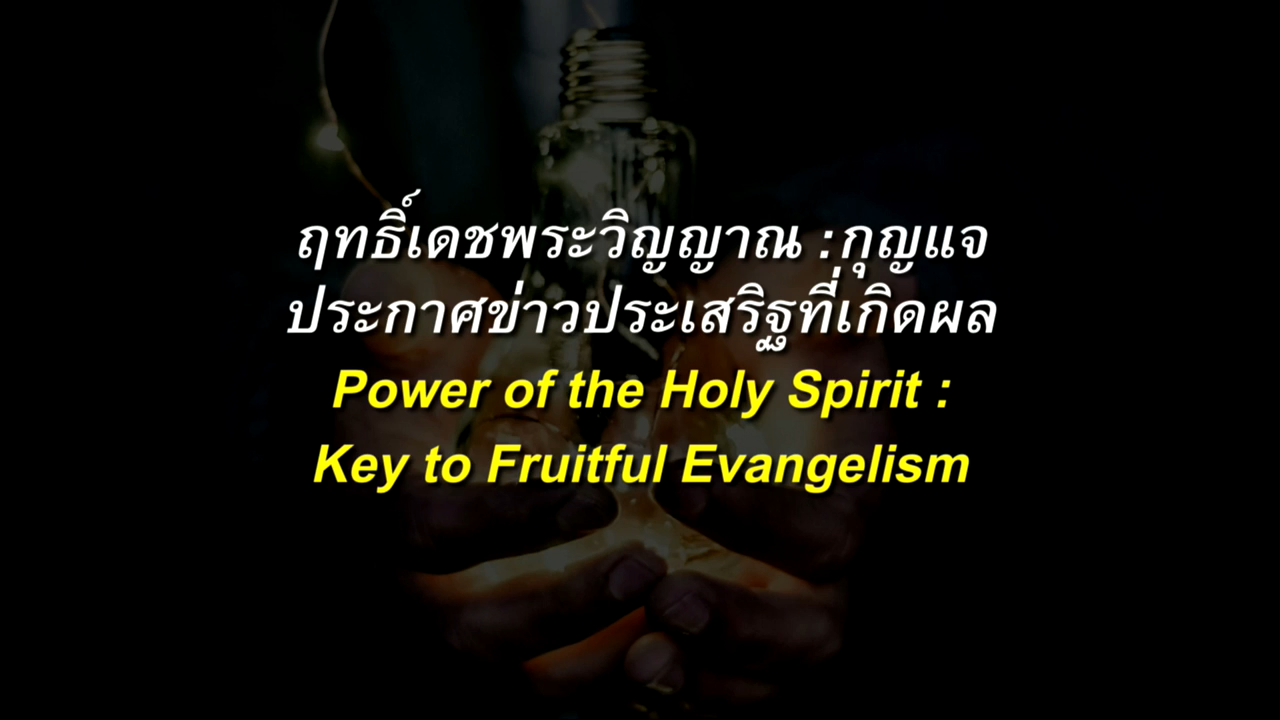 ฤทธิ์เดชพระวิญญาณ :กุญแจ
ประกาศข่าวประเสริฐที่เกิดผล
Power of the Holy Spirit :
Key to Fruitful Evangelism